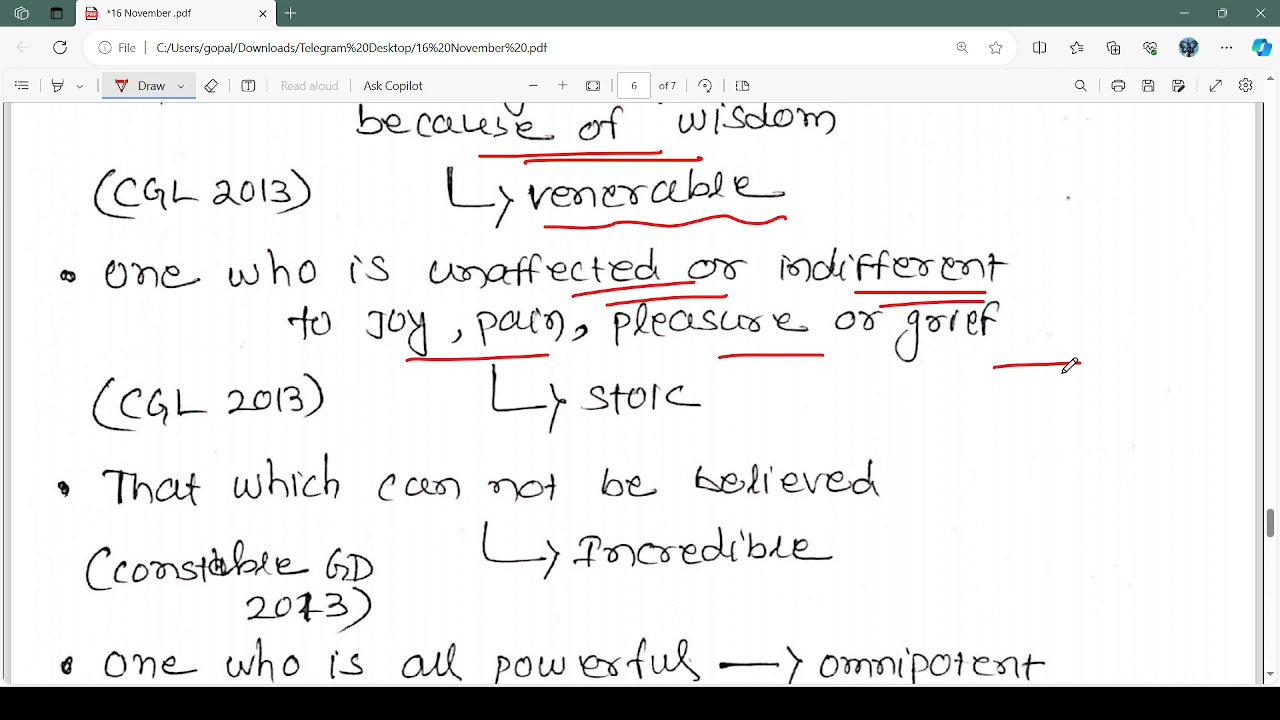 *16 November .pdf
File C:/Users/gopal/Downloads/Telegram%20Desktop/16%20November%20.pdf
Draw Read aloud Ask Copilot 6 of 7
because of wisdom
(CGL 2013) venerable
• one who is unaffected or indifferent
to Joy, pain, pleasure or grief
(CGL 2013) stoic
• That which can not be believed
(constable GD Incredible
2013)
• one who is all powerful → omnipotent